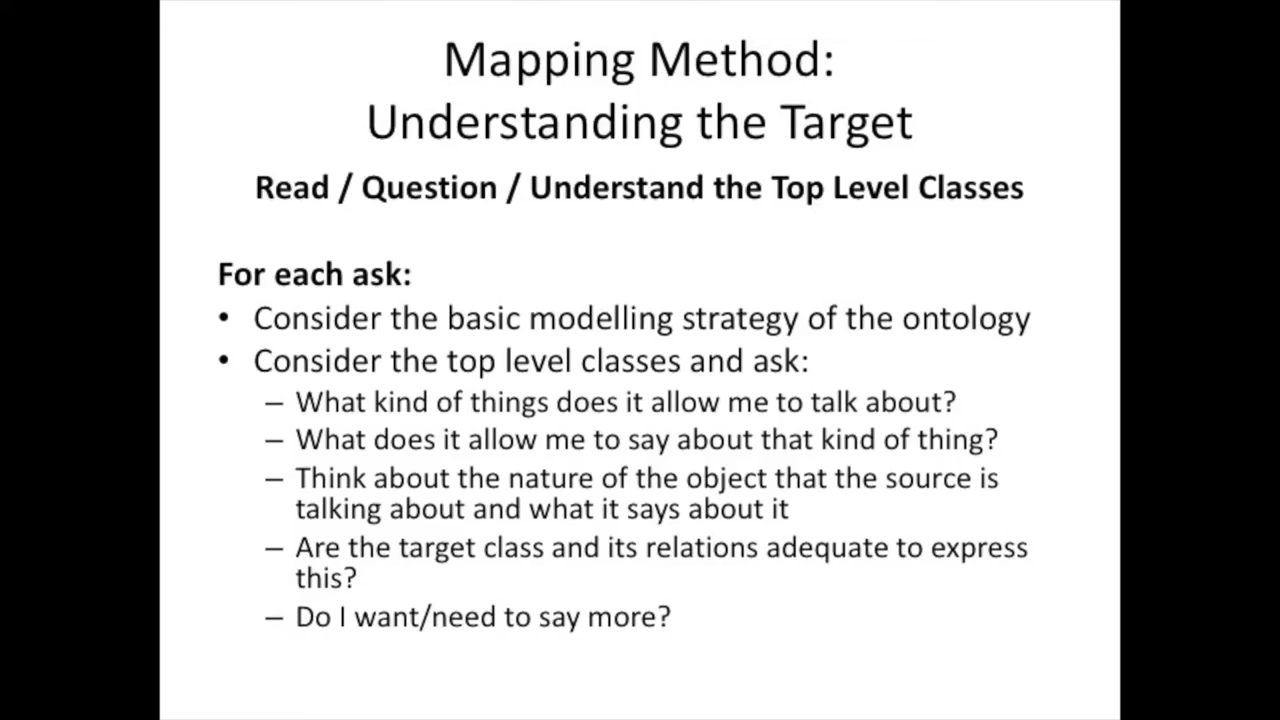 Mapping Method:
Understanding the Target
Read / Question / Understand the Top Level Classes
For each ask:
• Consider the basic modelling strategy of the ontology
• Consider the top level classes and ask:
– What kind of things does it allow me to talk about?
– What does it allow me to say about that kind of thing?
– Think about the nature of the object that the source is
talking about and what it says about it
– Are the target class and its relations adequate to express
this?
– Do I want/need to say more?